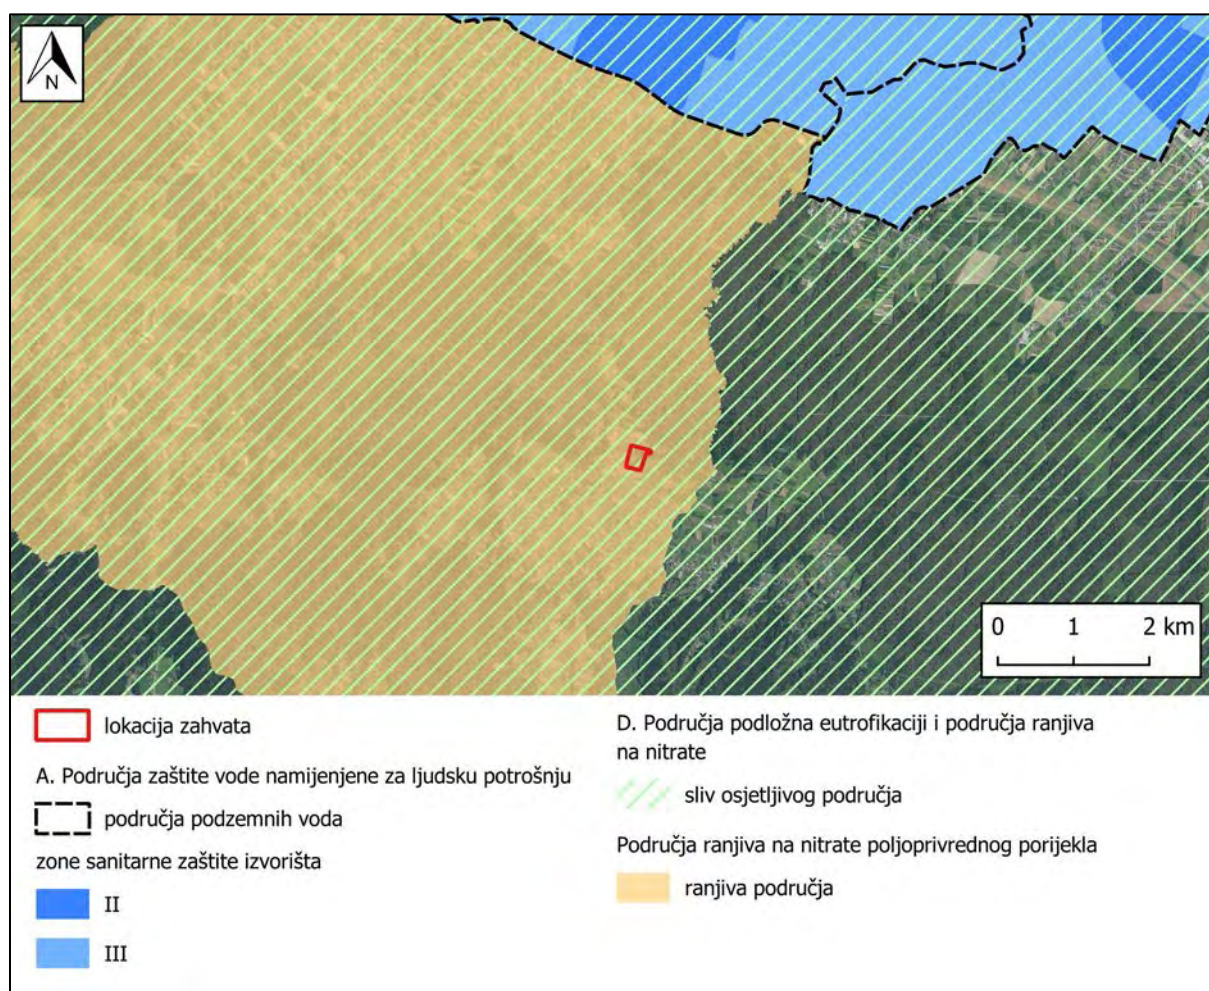 N
0 1 2 km
lokacija zahvata
A. Područja zaštite vode namijenjene za ljudsku potrošnju
područja podzemnih voda
zone sanitarne zaštite izvorišta
II
III
D. Područja podložna eutrofikaciji i područja ranjiva
na nitrate
sliv osjetljivog područja
Područja ranjiva na nitrate poljoprivrednog porijekla
ranjiva područja